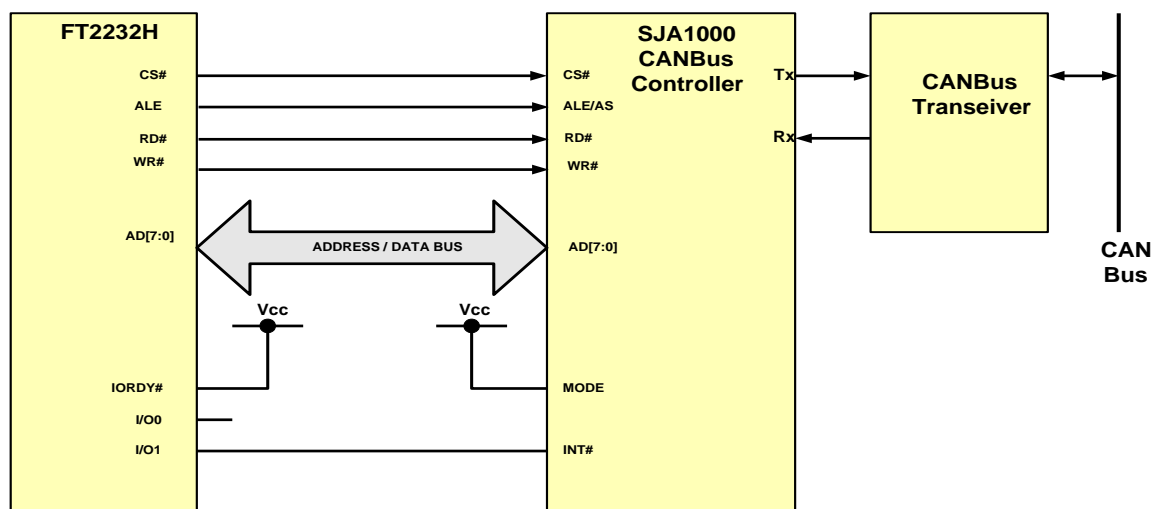 FT2232H
CS#
ALE
RD#
WR#
AD[7:0]
IORDY#
I/O0
I/O1
ADDRESS / DATA BUS
Vcc
Vcc
SJA1000
CANBus
Controller
CS#
ALE/AS
RD#
WR#
AD[7:0]
MODE
INT#
Tx
Rx
CANBus
Transeiver
CAN
Bus